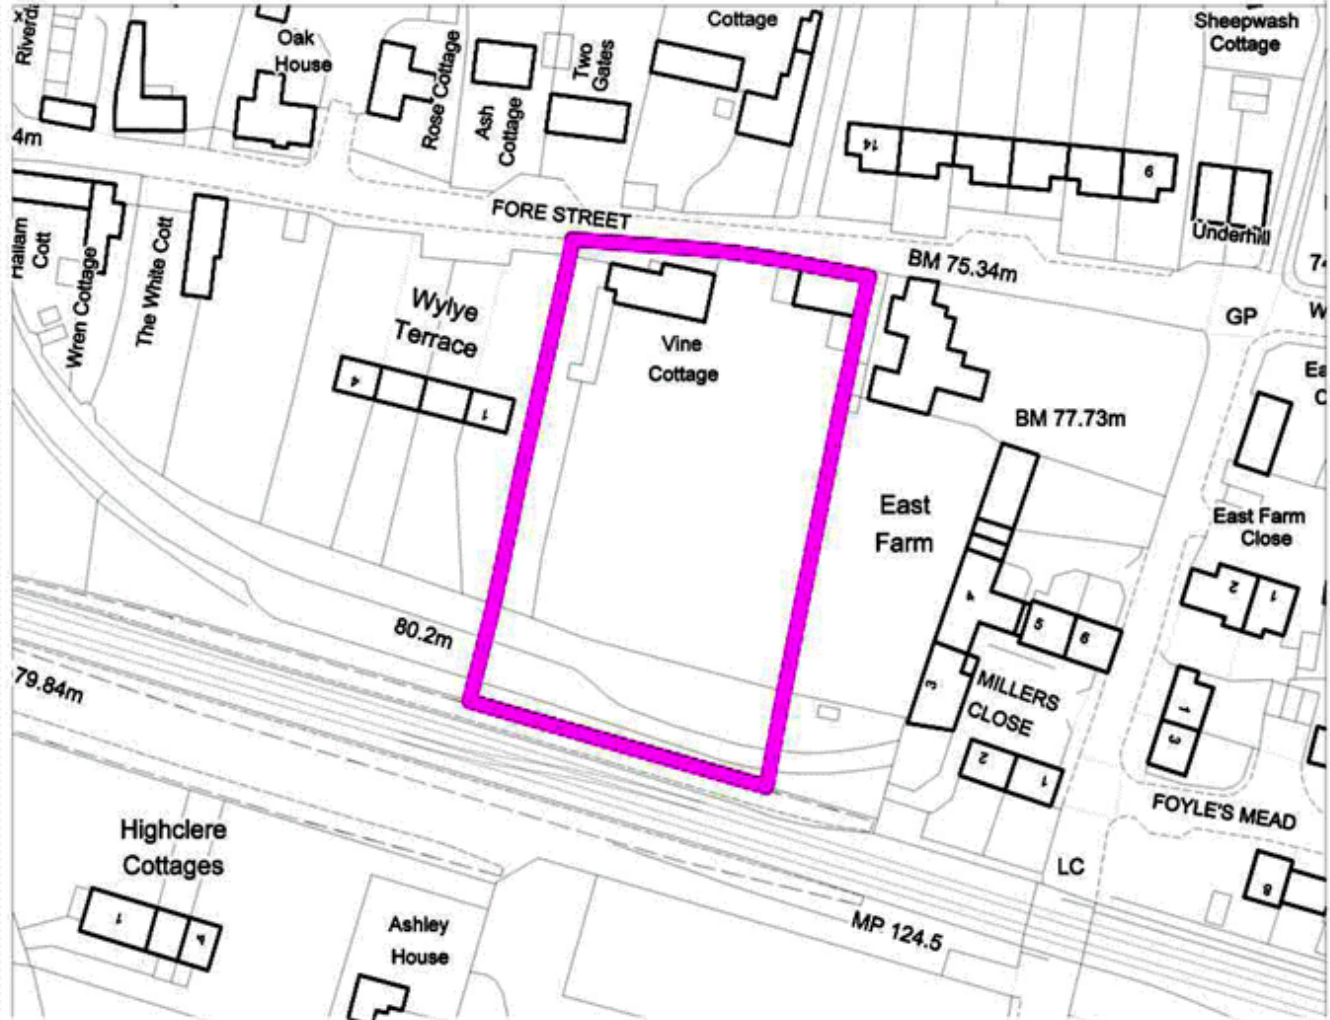 Cottage
Sheepwash
Cottage
Oak
House
Rose Cottage
Ash
Cottage
Two
Gates
4m
14
9
FORE STREET
Underhill
BM 75.34m
GP
Hallam
Cott
Wren Cottage
The White Cott
Wylye
Terrace
4
1
Vine
Cottage
BM 77.73m
East
Farm
East Farm
Close
2
1
4
5
6
3
MILLERS
CLOSE
2
1
1
3
80.2m
79.84m
FOYLE'S MEAD
8
LC
Highclere
Cottages
1
4
Ashley
House
MP 124.5